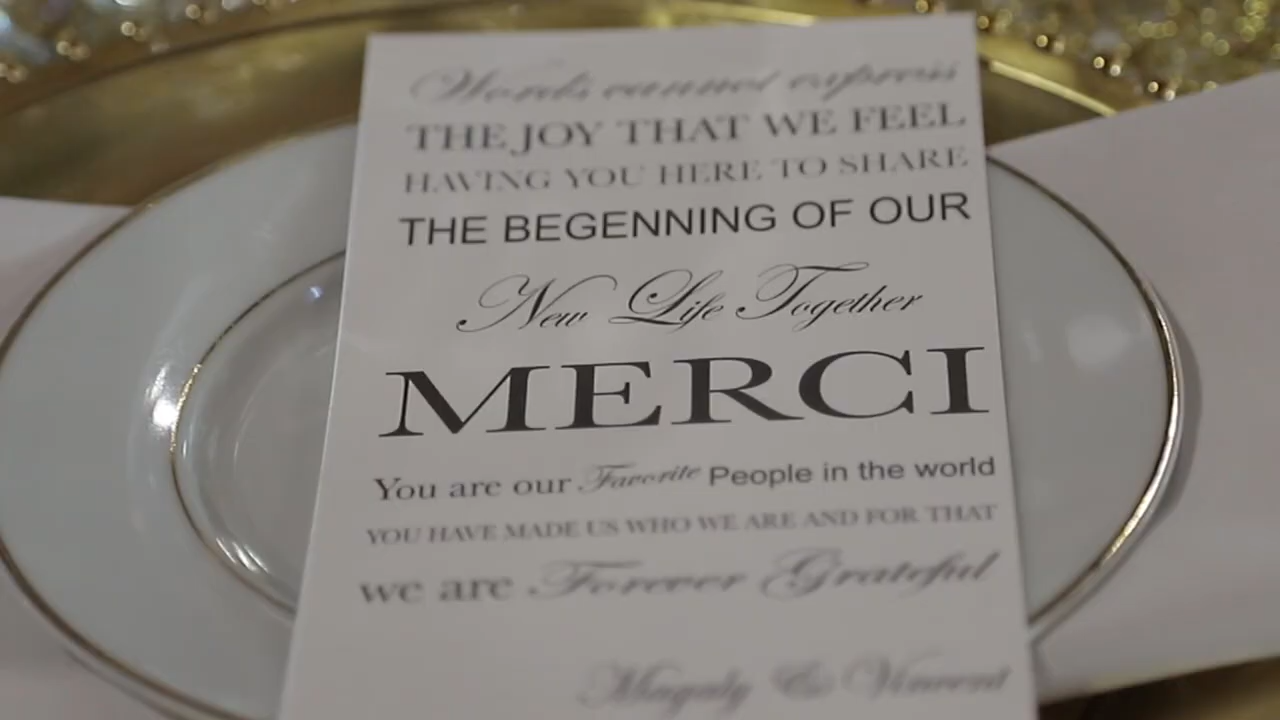 Words cannot express
THE JOY THAT WE FEEL
HAVING YOU HERE TO SHARE
THE BEGENNING OF OUR
New Life Together
MERCI
You are our Favorite People in the world
YOU HAVE MADE US WHO WE ARE AND FOR THAT
we are Forever Grateful
Magaly & Vincent